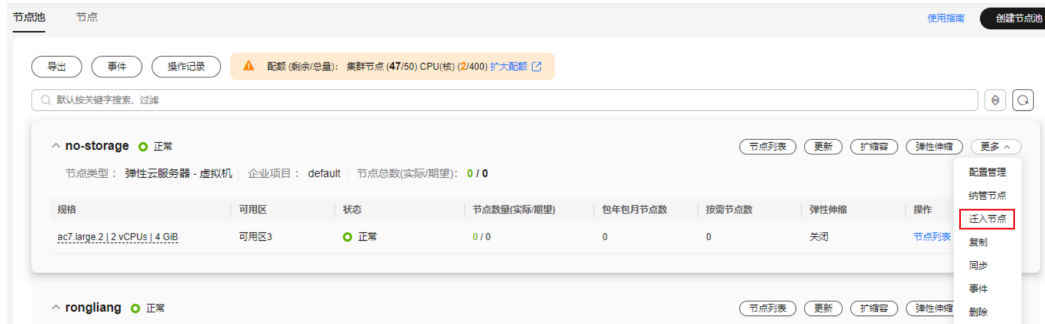 节点池 节点 使用指南 创建节点池
导出 事件 操作记录 配额 (剩余/总量)： 集群节点 (47/50) CPU(核) (2/400) 扩大配额
默认按关键字搜索、过滤
no-storage 正常 节点列表 更新 扩缩容 弹性伸缩 更多
节点类型： 弹性云服务器 - 虚拟机 企业项目： default 节点总数(实际/期望)： 0 / 0 配置管理
纳管节点
规格 可用区 状态 节点数量(实际/期望) 包年包月节点数 按需节点数 弹性伸缩 操作 迁入节点
ac7.large.2 | 2 vCPUs | 4 GiB 可用区3 正常 0 / 0 0 0 关闭 节点列表 复制
同步
事件
rongliang 正常 节点列表 更新 扩缩容 弹性伸缩 删除